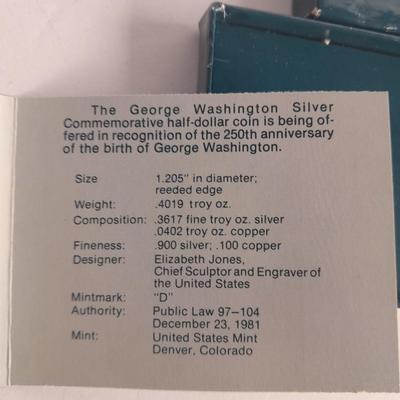 The George Washington Silver
Commemorative half-dollar coin is being of-
fered in recognition of the 250th anniversary
of the birth of George Washington.
Size 1.205" in diameter;
reeded edge
Weight: .4019 troy oz.
Composition: .3617 fine troy oz. silver
.0402 troy oz. copper
Fineness: .900 silver; .100 copper
Designer: Elizabeth Jones,
Chief Sculptor and Engraver of
the United States
Mintmark: "D"
Authority: Public Law 97–104
December 23, 1981
Mint: United States Mint
Denver, Colorado